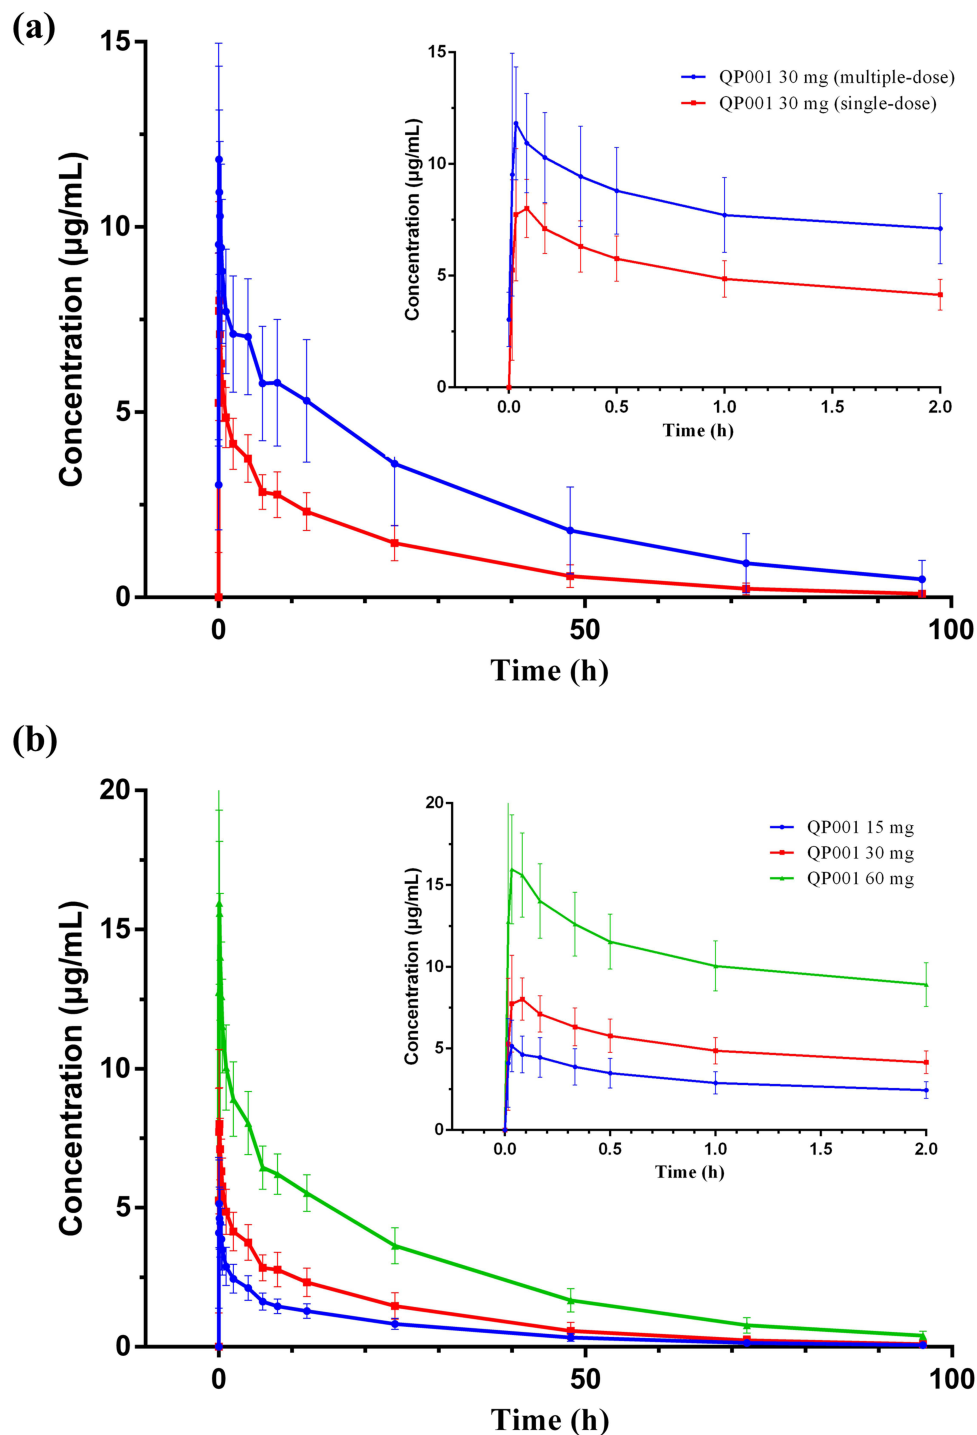 (a)
15
10
5
0
Concentration (µg/mL)
0
50
100
Time (h)
15
10
5
0
Concentration (µg/mL)
0.0
0.5
1.0
1.5
2.0
Time (h)
QP001 30 mg (multiple-dose)
QP001 30 mg (single-dose)
(b)
20
15
10
5
0
Concentration (µg/mL)
0
50
100
Time (h)
20
15
10
5
0
Concentration (µg/mL)
0.0
0.5
1.0
1.5
2.0
Time (h)
QP001 15 mg
QP001 30 mg
QP001 60 mg